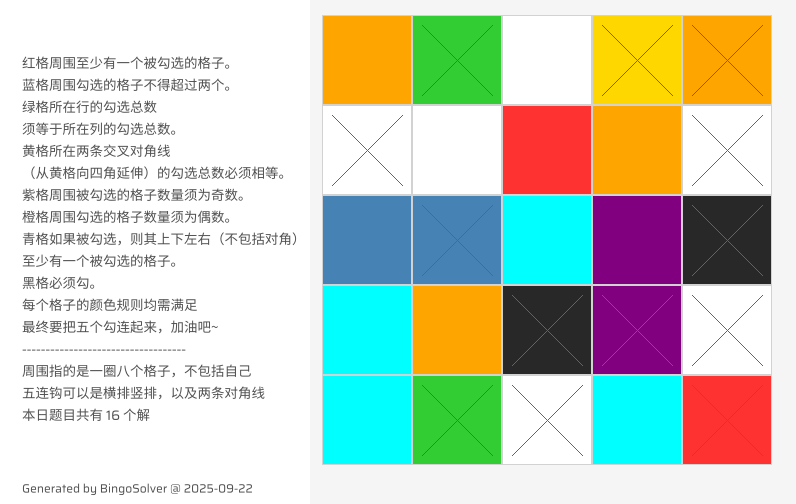 红格周围至少有一个被勾选的格子。
蓝格周围勾选的格子不得超过两个。
绿格所在行的勾选总数
须等于所在列的勾选总数。
黄格所在两条交叉对角线
（从黄格向四角延伸）的勾选总数必须相等。
紫格周围被勾选的格子数量须为奇数。
橙格周围勾选的格子数量须为偶数。
青格如果被勾选，则其上下左右（不包括对角）
至少有一个被勾选的格子。
黑格必须勾。
每个格子的颜色规则均需满足
最终要把五个勾连起来，加油吧~
-----------------------------------
周围指的是一圈八个格子，不包括自己
五连钩可以是横排竖排，以及两条对角线
本日题目共有 16 个解
Generated by BingoSolver @ 2025-09-22